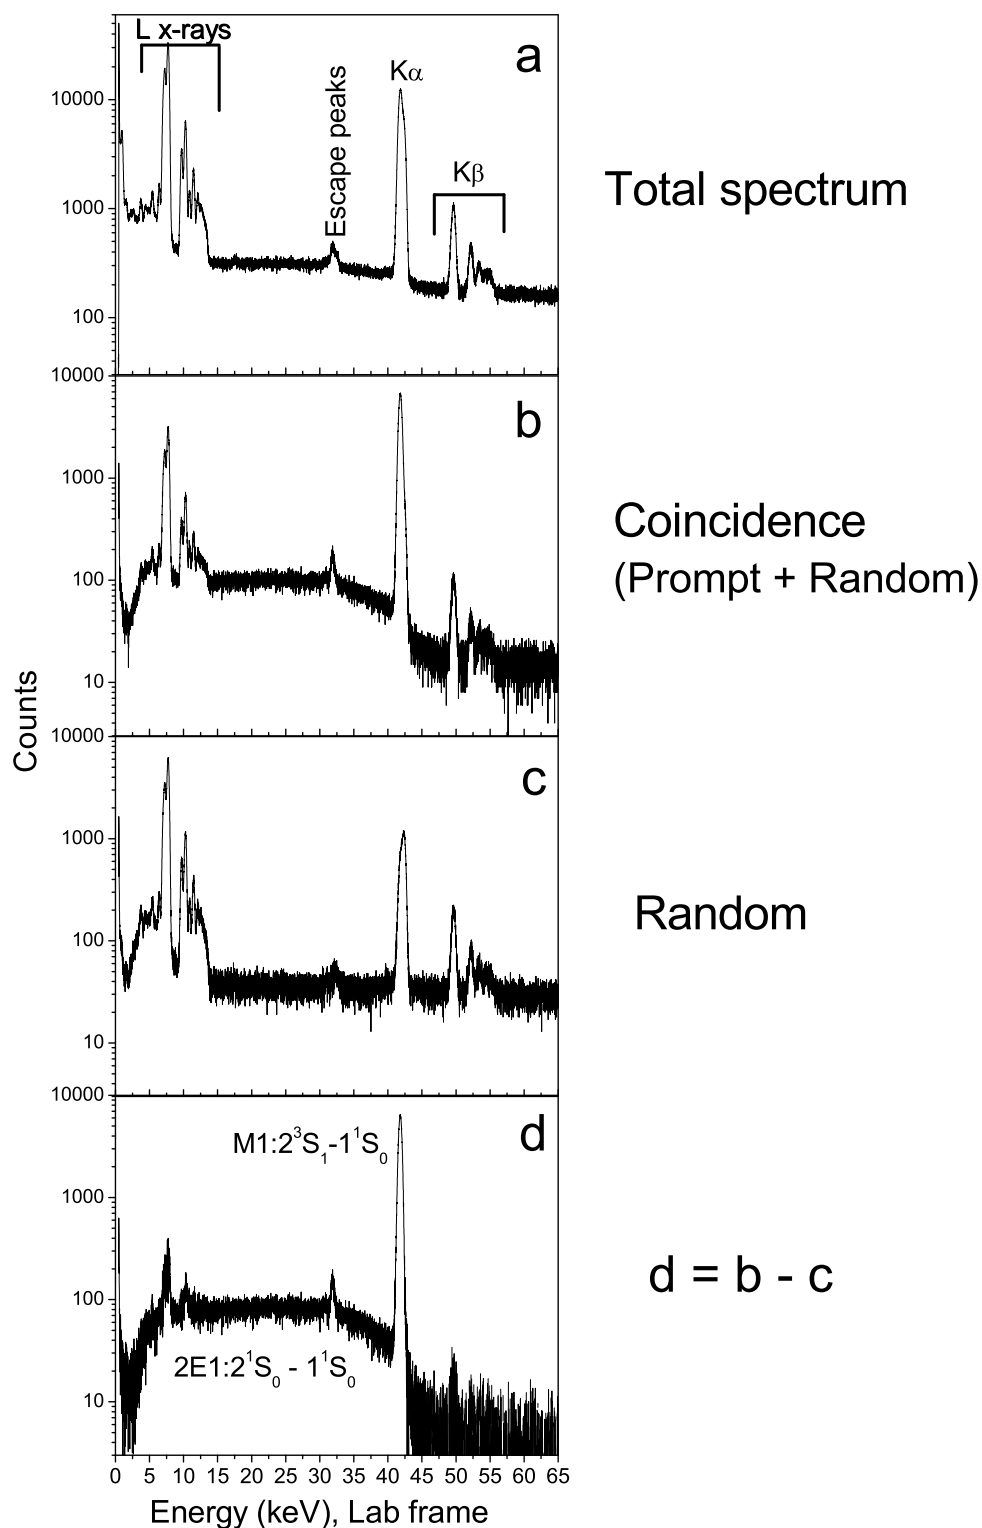 L x-rays
a
Kα
Escape peaks
Kβ
10000
1000
100
Total spectrum
10000
b
1000
100
10
Coincidence
(Prompt + Random)
Counts
10000
c
1000
100
10
Random
10000
d
M1:2³S₁-1¹S₀
1000
100
2E1:2¹S₀ - 1¹S₀
10
d = b - c
0 5 10 15 20 25 30 35 40 45 50 55 60 65
Energy (keV), Lab frame